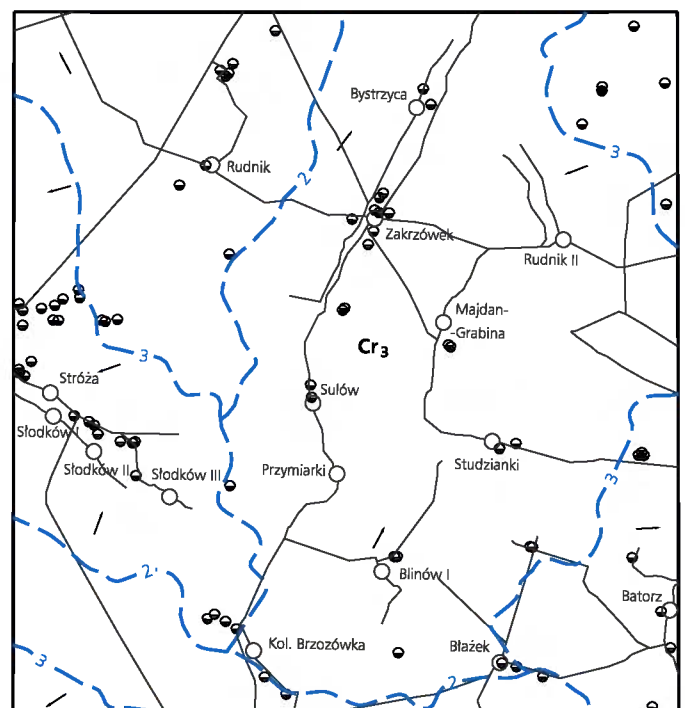 Bystrzyca
3
Rudnik
2
Zakrzówek
Rudnik II
Majdan-
-Grabina
Cr₃
3
Stróża
Sułów
Słodków I
Słodków II
Słodków III
Przymiarki
Studzianki
3
2
Blinów I
Batorz
Kol. Brzozówka
Błażek
3
2